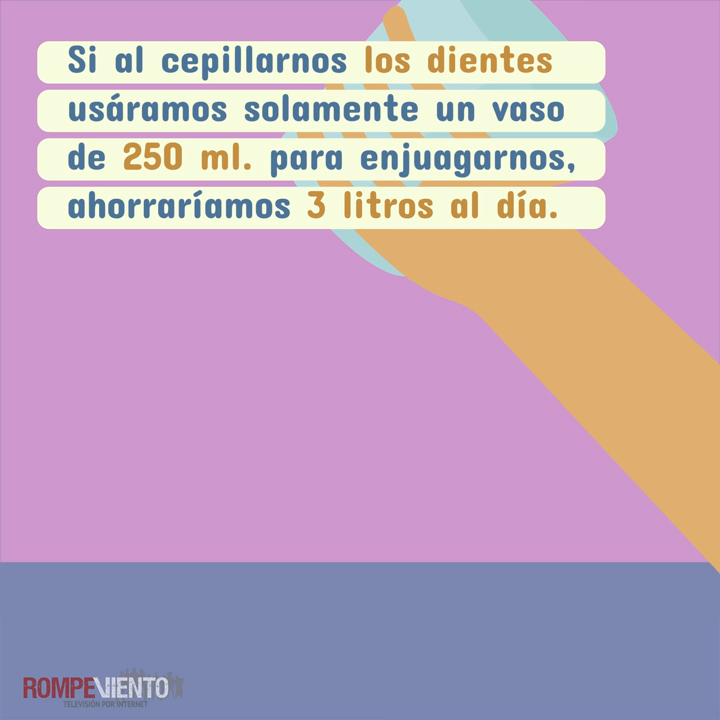 Si al cepillarnos los dientes
usáramos solamente un vaso
de 250 ml. para enjuagarnos,
ahorraríamos 3 litros al día.
ROMPEVIENTO
TELEVISIÓN POR INTERNET